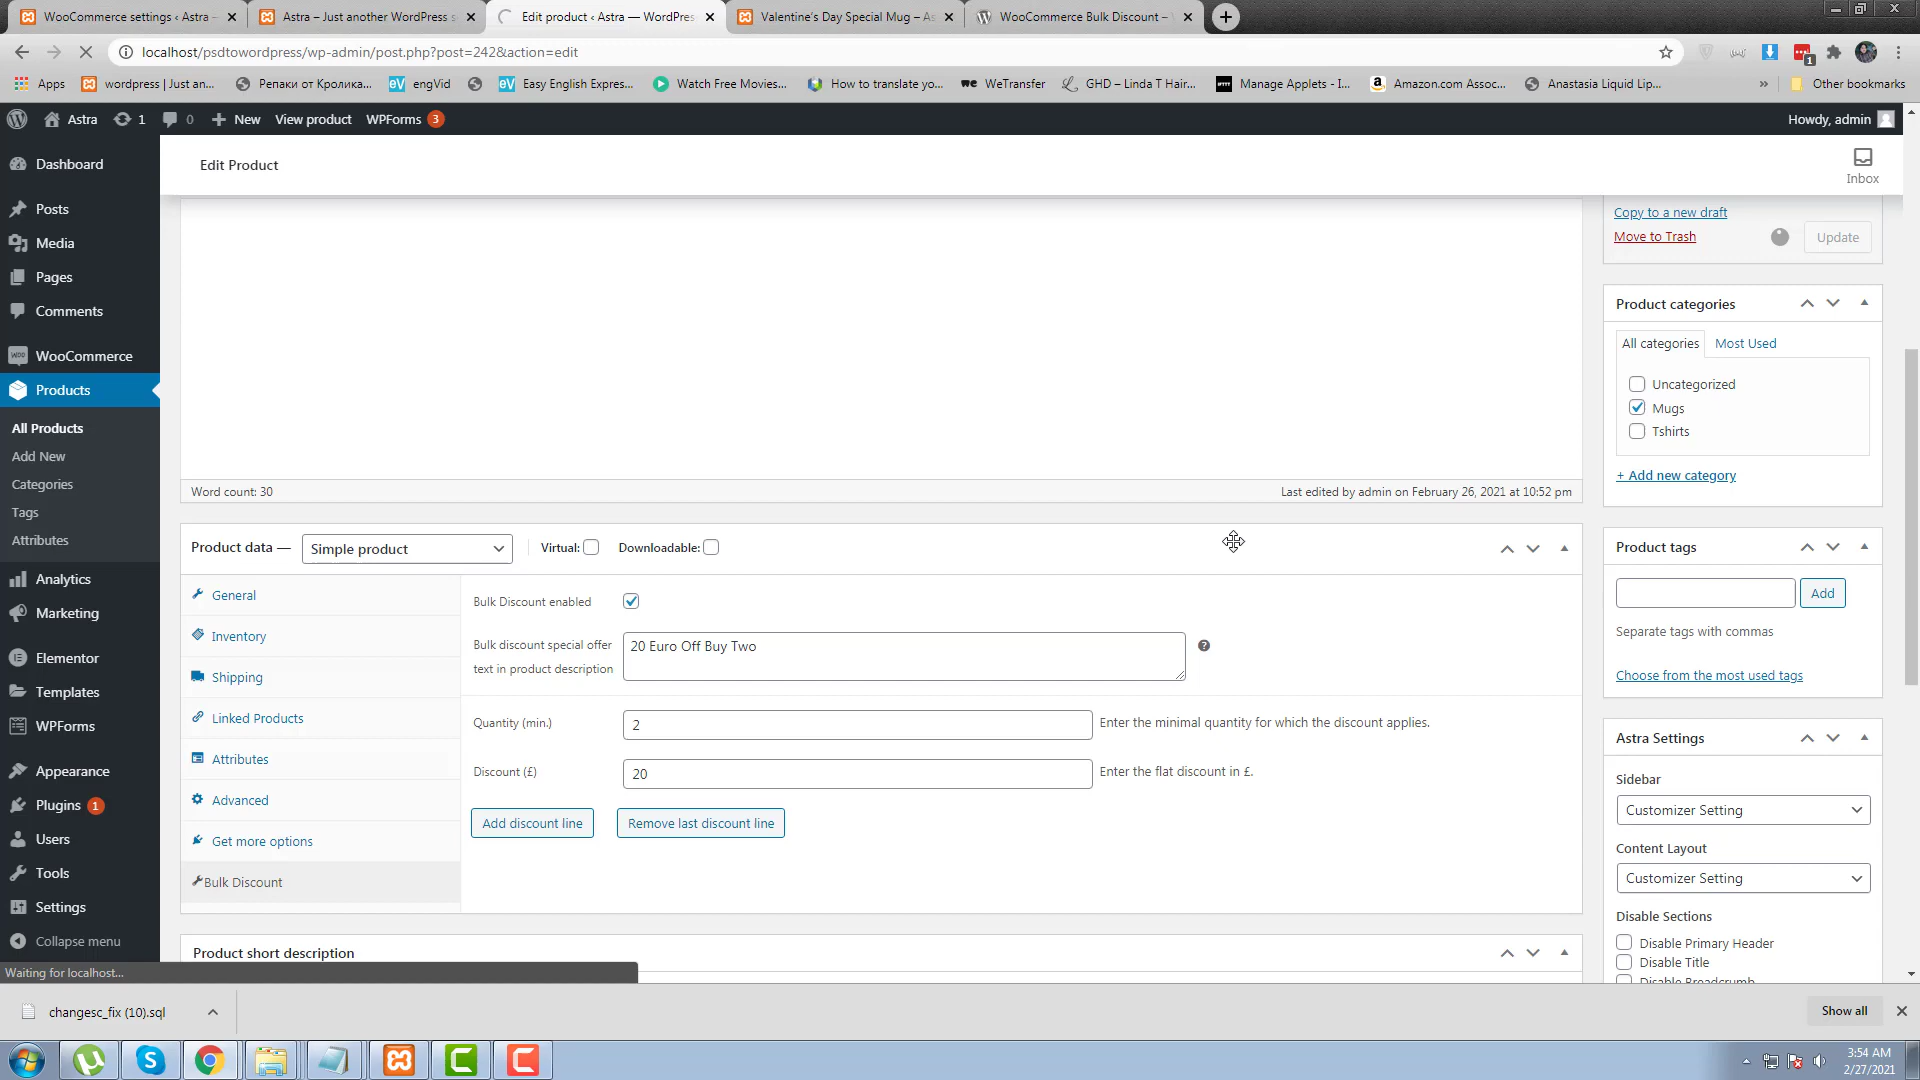 WooCommerce settings ‹ Astra –
Astra – Just another WordPress s
Edit product ‹ Astra — WordPres
Valentine's Day Special Mug – As
WooCommerce Bulk Discount –
localhost/psdtowordpress/wp-admin/post.php?post=242&action=edit
1
Apps
wordpress | Just an...
Репаки от Кролика...
engVid
Easy English Expres...
Watch Free Movies...
How to translate yo...
WeTransfer
GHD – Linda T Hair...
Manage Applets - I...
Amazon.com Assoc...
Anastasia Liquid Lip...
»
Other bookmarks
Astra
1
0
New
View product
WPForms 3
Howdy, admin
Dashboard
Posts
Media
Pages
Comments
WooCommerce
Products
All Products
Add New
Categories
Tags
Attributes
Analytics
Marketing
Elementor
Templates
WPForms
Appearance
Plugins 1
Users
Tools
Settings
Collapse menu
Edit Product
Inbox
Copy to a new draft
Move to Trash
Update
Word count: 30
Last edited by admin on February 26, 2021 at 10:52 pm
Product data —
Simple product
Virtual:
Downloadable:
General
Inventory
Shipping
Linked Products
Attributes
Advanced
Get more options
Bulk Discount
Bulk Discount enabled
Bulk discount special offer
text in product description
20 Euro Off Buy Two
Quantity (min.)
2
Enter the minimal quantity for which the discount applies.
Discount (£)
20
Enter the flat discount in £.
Add discount line
Remove last discount line
Product short description
Product categories
All categories
Most Used
Uncategorized
Mugs
Tshirts
+ Add new category
Product tags
Add
Separate tags with commas
Choose from the most used tags
Astra Settings
Sidebar
Customizer Setting
Content Layout
Customizer Setting
Disable Sections
Disable Primary Header
Disable Title
Disable Breadcrumb
Waiting for localhost...
changesc_fix (10).sql
Show all
3:54 AM
2/27/2021